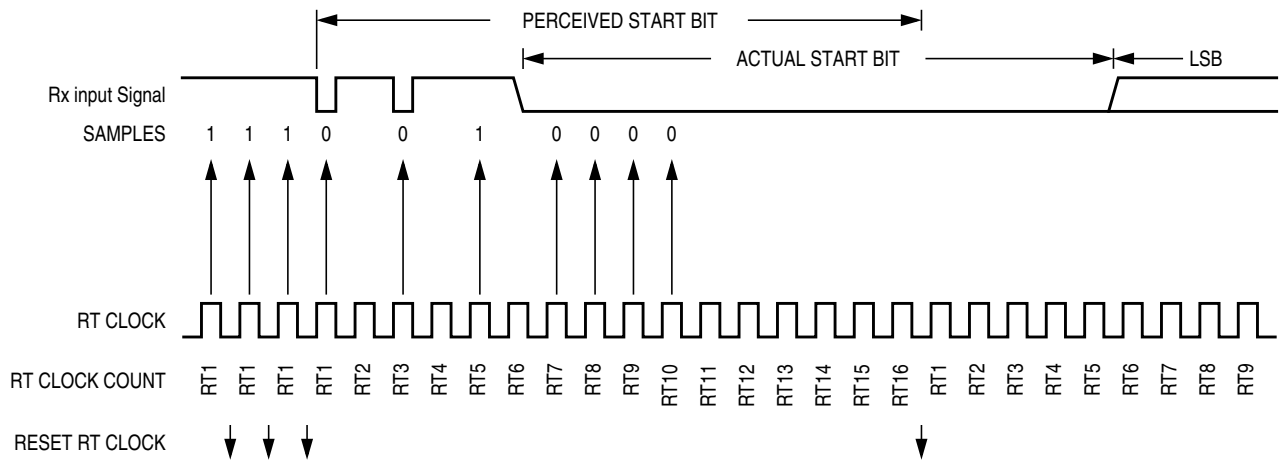 PERCEIVED START BIT
ACTUAL START BIT
LSB
Rx input Signal
SAMPLES 1 1 1 0 0 1 0 0 0 0
RT CLOCK
RT CLOCK COUNT RT1 RT1 RT1 RT1 RT2 RT3 RT4 RT5 RT6 RT7 RT8 RT9 RT10 RT11 RT12 RT13 RT14 RT15 RT16 RT1 RT2 RT3 RT4 RT5 RT6 RT7 RT8 RT9
RESET RT CLOCK